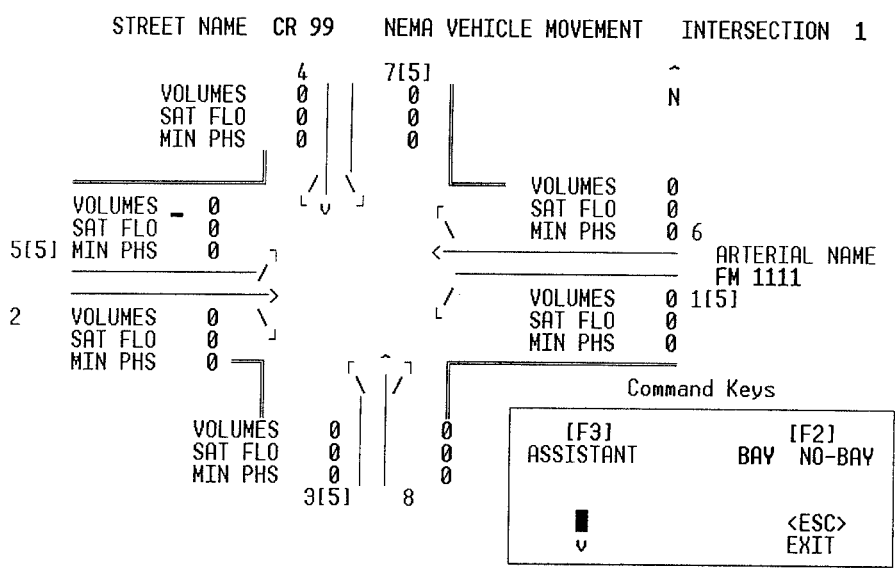 STREET NAME CR 99 NEMA VEHICLE MOVEMENT INTERSECTION 1
4 7[5] ^
VOLUMES 0 0 N
SAT FLO 0 0
MIN PHS 0 0
VOLUMES _ 0 VOLUMES 0
SAT FLO 0 SAT FLO 0
5[5] MIN PHS 0 MIN PHS 0 6
ARTERIAL NAME
FM 1111
2 VOLUMES 0 VOLUMES 0 1[5]
SAT FLO 0 SAT FLO 0
MIN PHS 0 MIN PHS 0
Command Keys
VOLUMES 0 0 [F3] [F2]
SAT FLO 0 0 ASSISTANT BAY NO-BAY
MIN PHS 0 0
3[5] 8
<ESC>
v EXIT